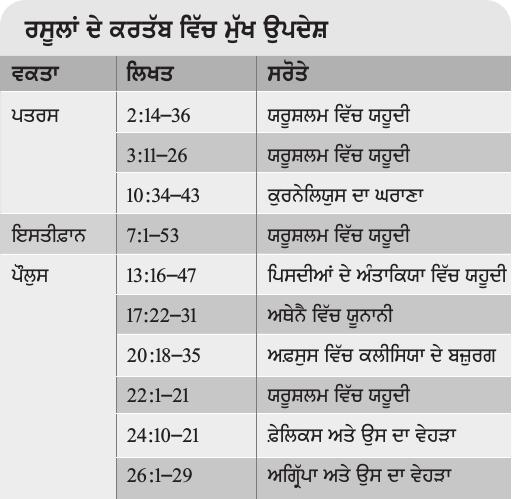 ਰਸੂਲਾਂ ਦੇ ਕਰਤੱਬ ਵਿੱਚ ਮੁੱਖ ਉਪਦੇਸ਼
ਵਕਤਾ ਲਿਖਤ ਸਰੋਤੇ
ਪਤਰਸ 2:14–36 ਯਰੂਸ਼ਲਮ ਵਿੱਚ ਯਹੂਦੀ
3:11–26 ਯਰੂਸ਼ਲਮ ਵਿੱਚ ਯਹੂਦੀ
10:34–43 ਕੁਰਨੇਲਿਯੁਸ ਦਾ ਘਰਾਣਾ
ਇਸਤੀਫ਼ਾਨ 7:1–53 ਯਰੂਸ਼ਲਮ ਵਿੱਚ ਯਹੂਦੀ
ਪੌਲੁਸ 13:16–47 ਪਿਸਦੀਆਂ ਦੇ ਅੰਤਾਕਿਯਾ ਵਿੱਚ ਯਹੂਦੀ
17:22–31 ਅਥੇਨੈ ਵਿੱਚ ਯੂਨਾਨੀ
20:18–35 ਅਫ਼ਸੁਸ ਵਿੱਚ ਕਲੀਸਿਯਾ ਦੇ ਬਜ਼ੁਰਗ
22:1–21 ਯਰੂਸ਼ਲਮ ਵਿੱਚ ਯਹੂਦੀ
24:10–21 ਫ਼ੇਲਿਕਸ ਅਤੇ ਉਸ ਦਾ ਵੇਹੜਾ
26:1–29 ਅਗ੍ਰਿੱਪਾ ਅਤੇ ਉਸ ਦਾ ਵੇਹੜਾ